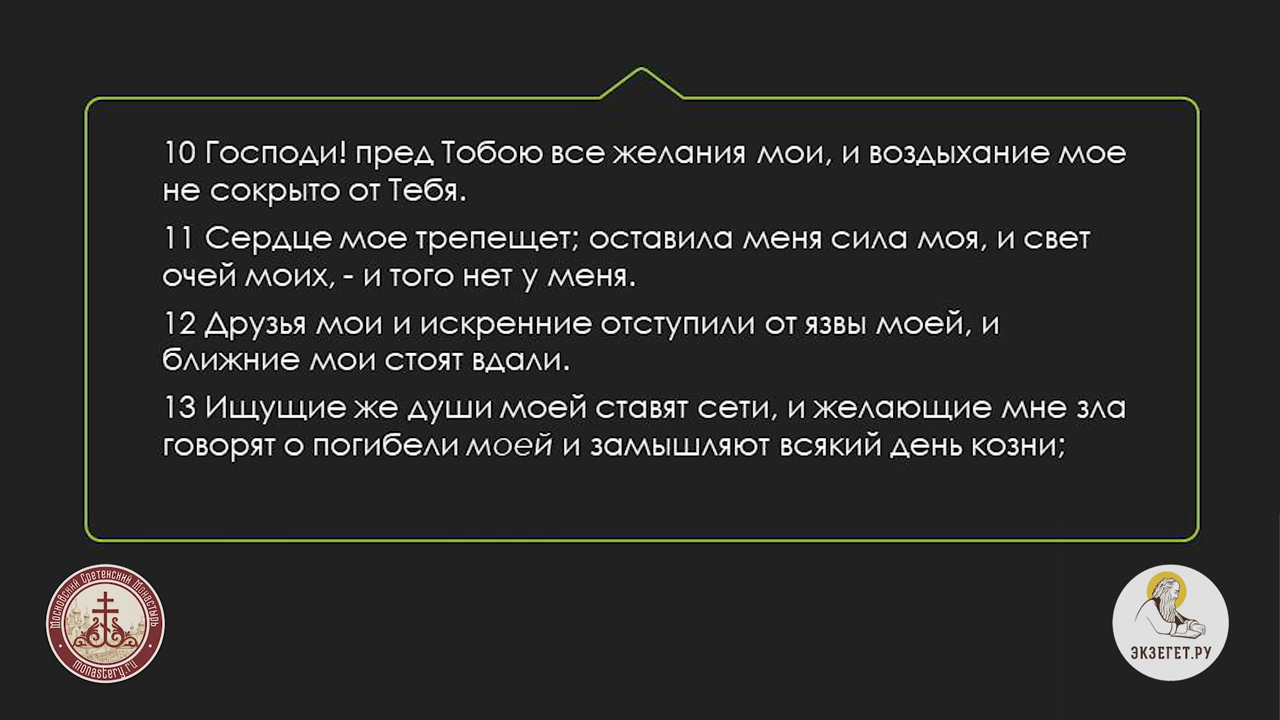 10 Господи! пред Тобою все желания мои, и воздыхание мое
не сокрыто от Тебя.
11 Сердце мое трепещет; оставила меня сила моя, и свет
очей моих, - и того нет у меня.
12 Друзья мои и искренние отступили от язвы моей, и
ближние мои стоят вдали.
13 Ищущие же души моей ставят сети, и желающие мне зла
говорят о погибели моей и замышляют всякий день козни;
Московский Сретенский Монастырь
monastery.ru
ЭКЗЕГЕТ.РУ